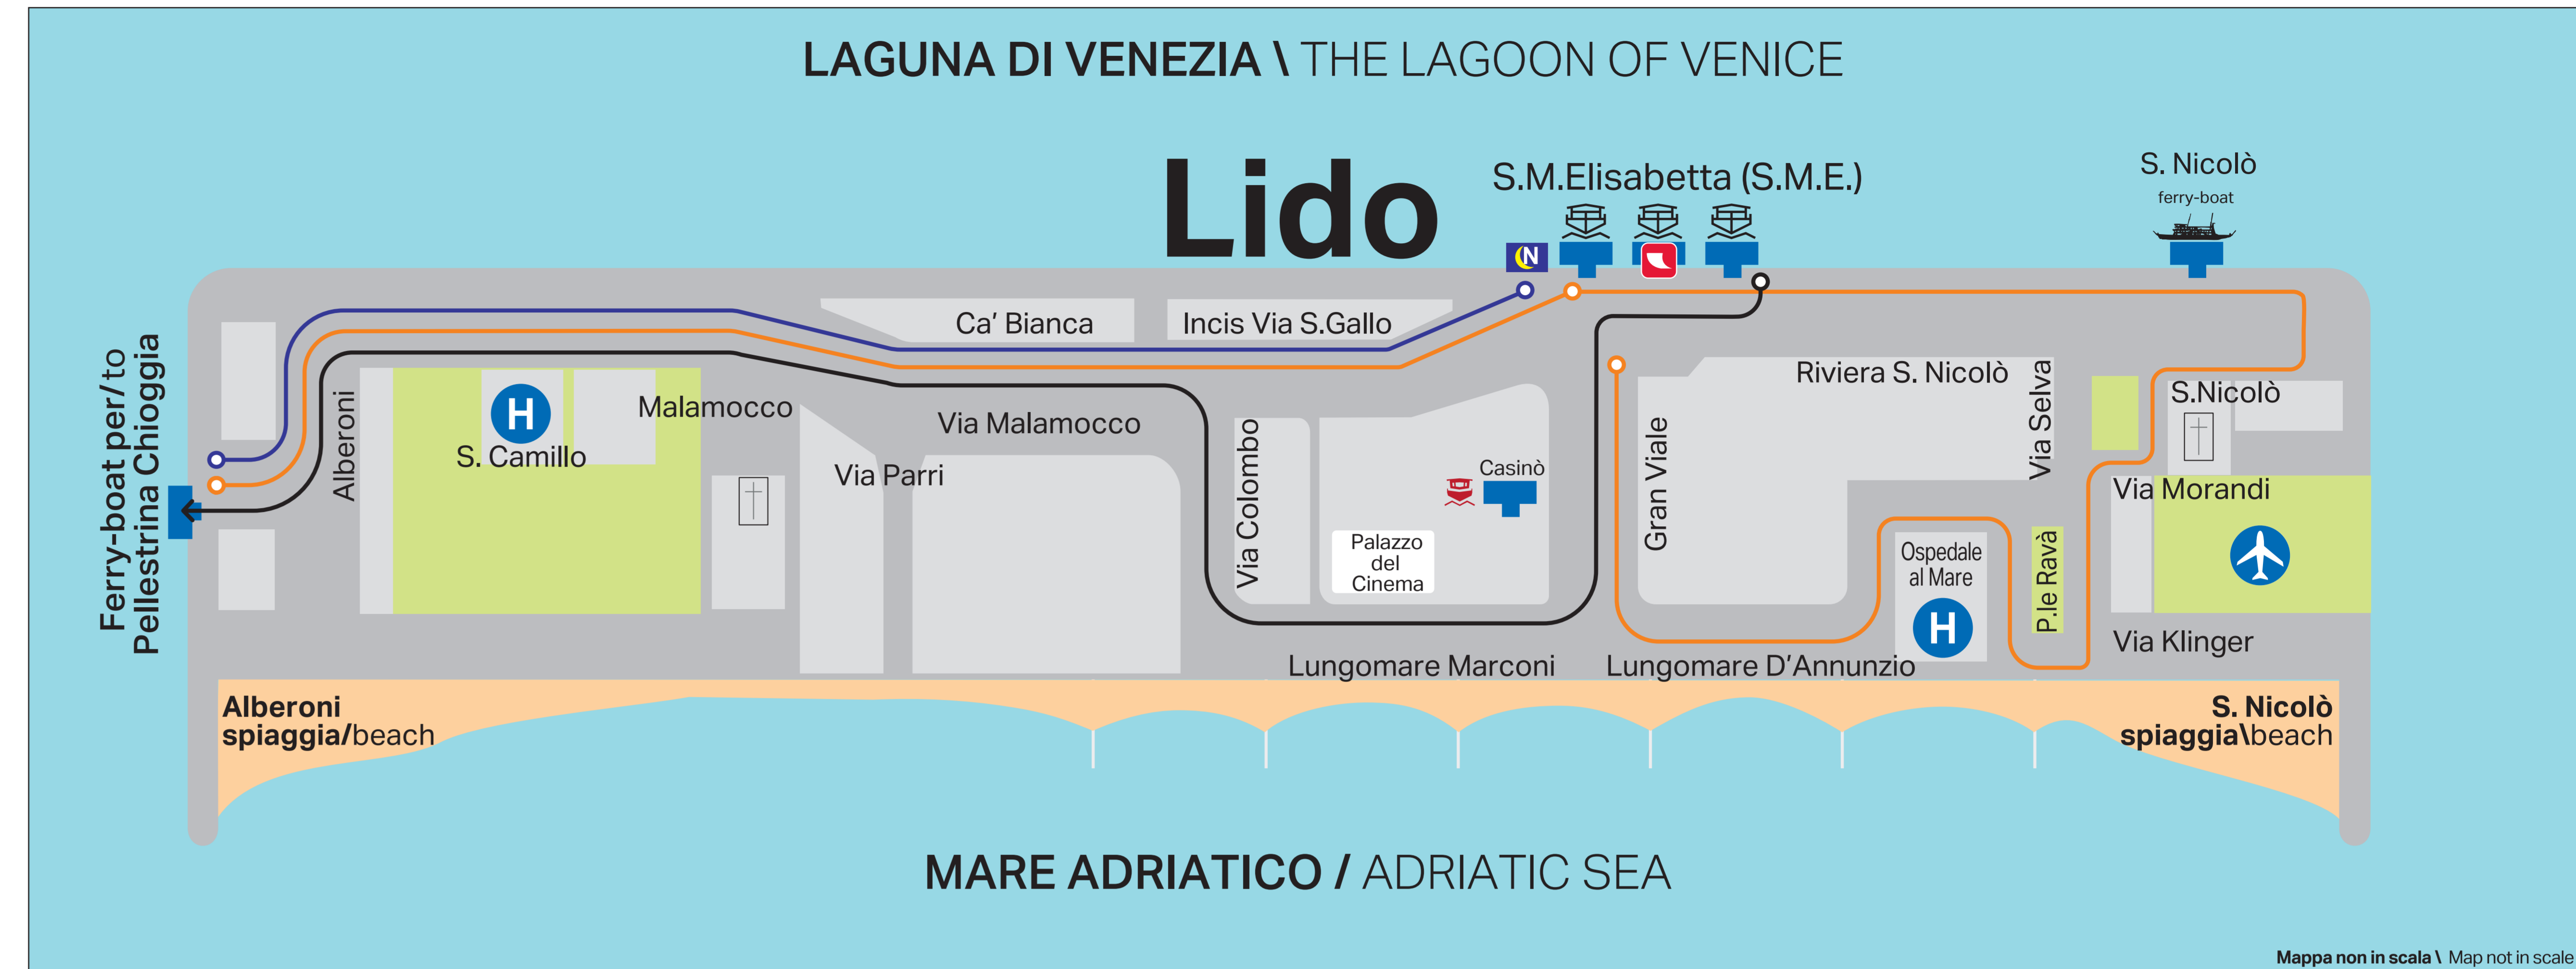 LAGUNA DI VENEZIA \ THE LAGOON OF VENICE
Lido
S.M.Elisabetta (S.M.E.)
S. Nicolò
ferry-boat
N
Ca' Bianca
Incis Via S.Gallo
Ferry-boat per/to
Pellestrina Chioggia
Alberoni
H
S. Camillo
Malamocco
Via Parri
Via Malamocco
Via Colombo
Casinò
Palazzo
del
Cinema
Gran Viale
Riviera S. Nicolò
Via Selva
S.Nicolò
Via Morandi
Ospedale
al Mare
H
P.le Ravà
Via Klinger
Lungomare Marconi
Lungomare D'Annunzio
Alberoni
spiaggia/beach
S. Nicolò
spiaggia\beach
MARE ADRIATICO / ADRIATIC SEA
Mappa non in scala \ Map not in scale